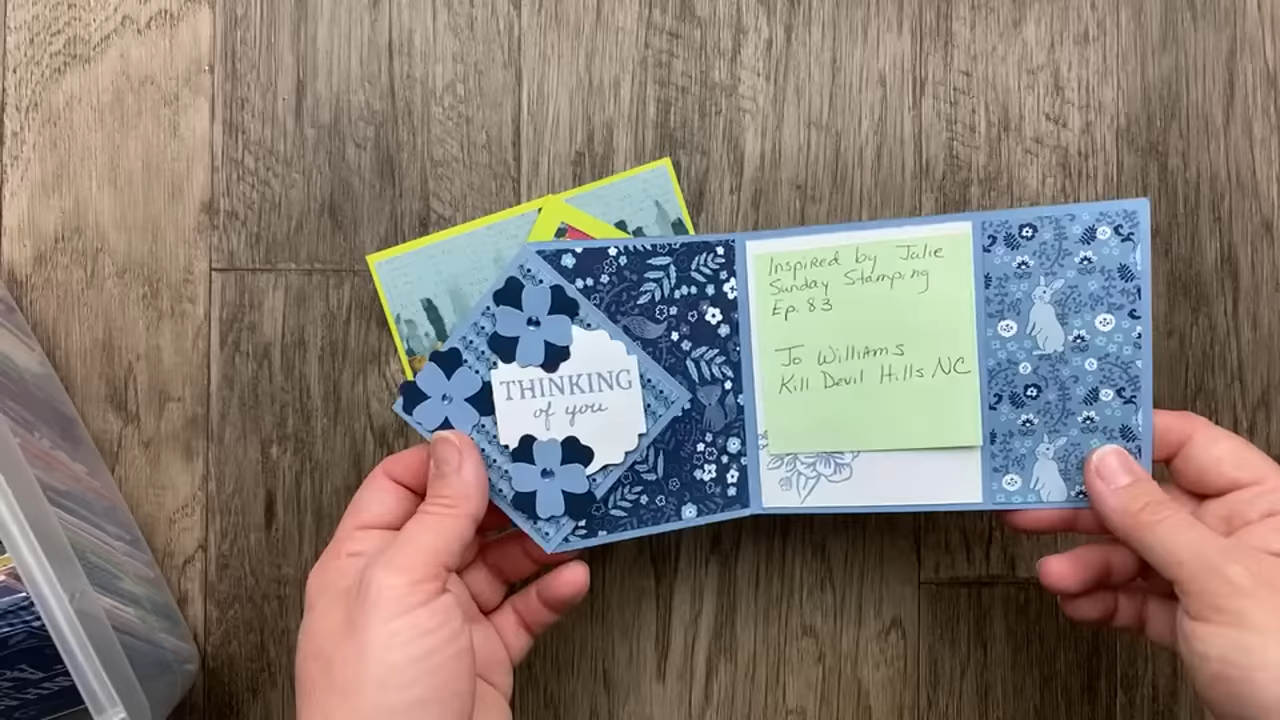 THINKING
of you
Inspired by Julie
Sunday Stamping
Ep. 83
Jo Williams
Kill Devil Hills NC